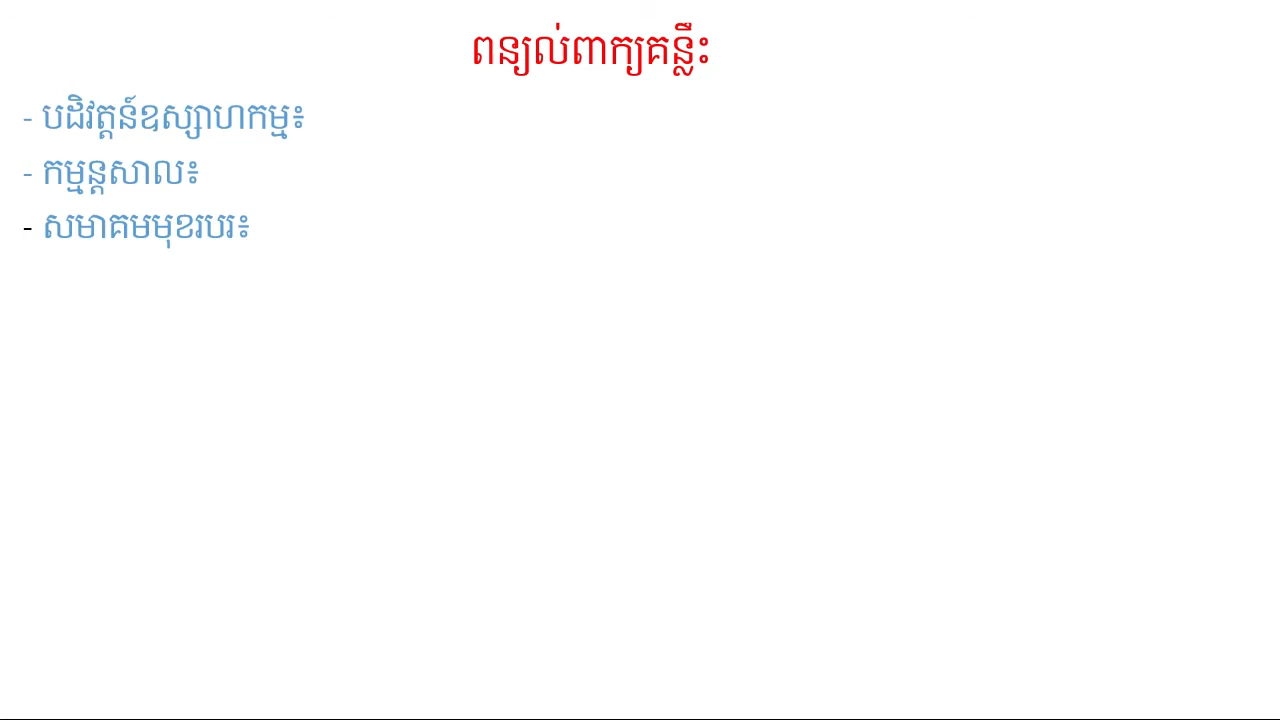 ពន្យល់ពាក្យគន្លឹះ
- បដិវត្តន៍ឧស្សាហកម្ម៖
- កម្មន្តសាល៖
- សមាគមមុខរបរ៖